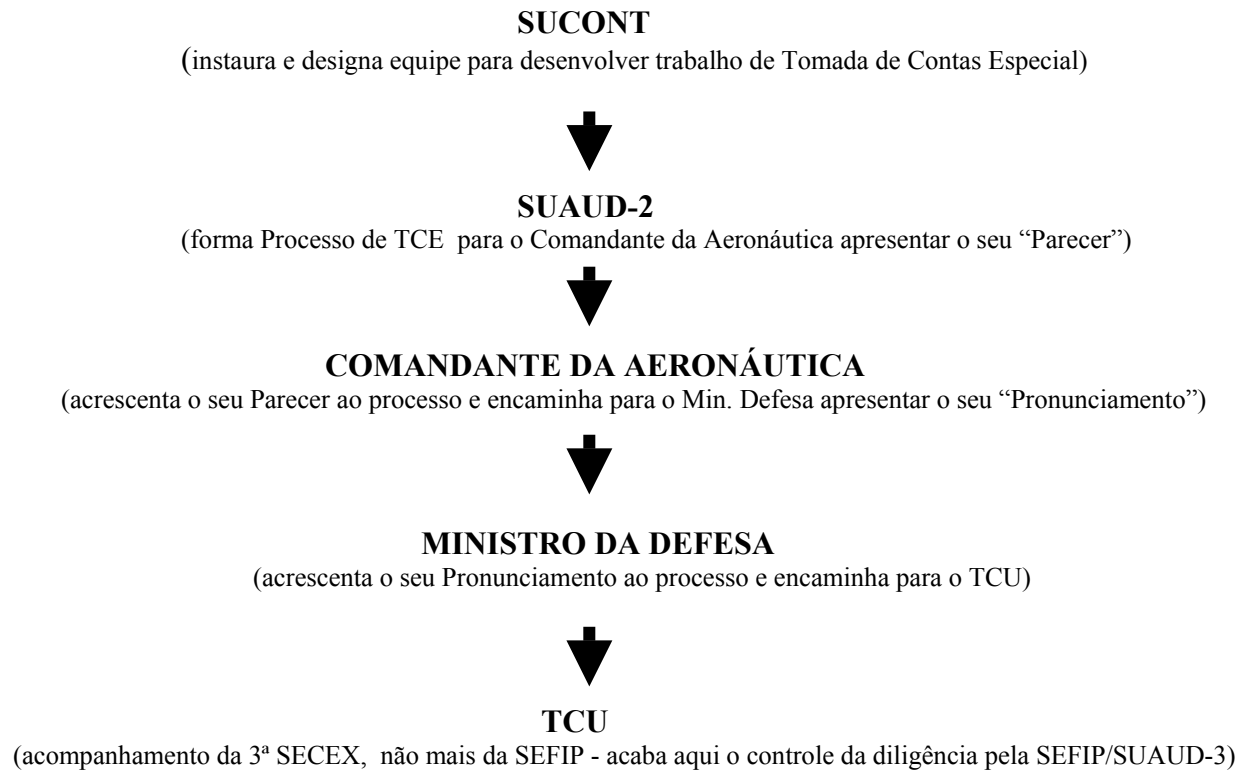 SUCONT
(instaura e designa equipe para desenvolver trabalho de Tomada de Contas Especial)
SUAUD-2
(forma Processo de TCE para o Comandante da Aeronáutica apresentar o seu “Parecer”)
COMANDANTE DA AERONÁUTICA
(acrescenta o seu Parecer ao processo e encaminha para o Min. Defesa apresentar o seu “Pronunciamento”)
MINISTRO DA DEFESA
(acrescenta o seu Pronunciamento ao processo e encaminha para o TCU)
TCU
(acompanhamento da 3ª SECEX, não mais da SEFIP - acaba aqui o controle da diligência pela SEFIP/SUAUD-3)